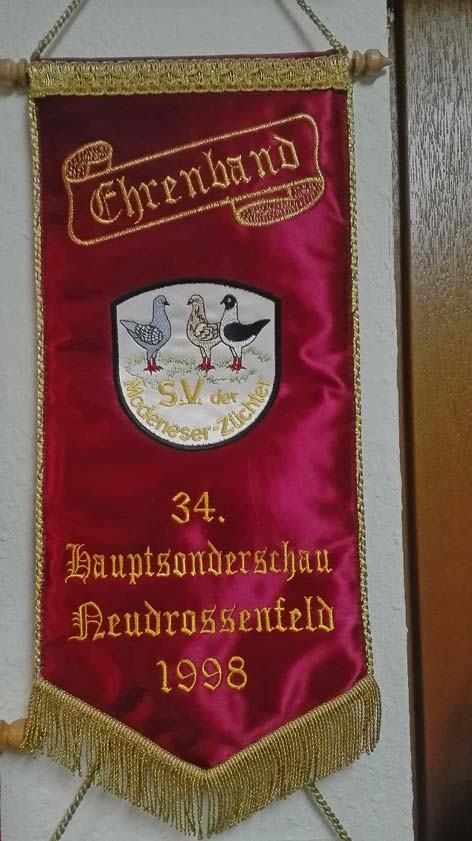 Ehrenband
S.V. der
Modeneser-Züchter
34.
Hauptsonderschau
Neudrossenfeld
1998